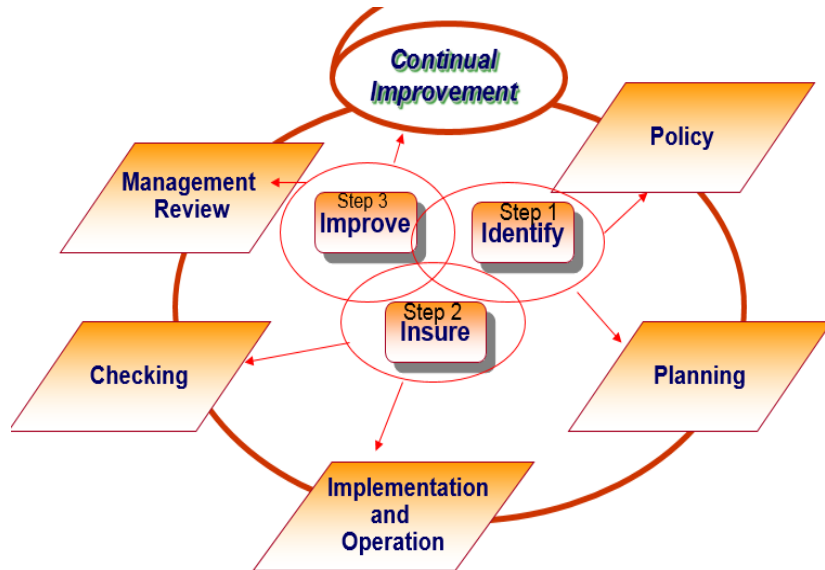 Continual
Improvement
Policy
Management
Review
Step 3
Improve
Step 1
Identify
Step 2
Insure
Checking
Planning
Implementation
and
Operation